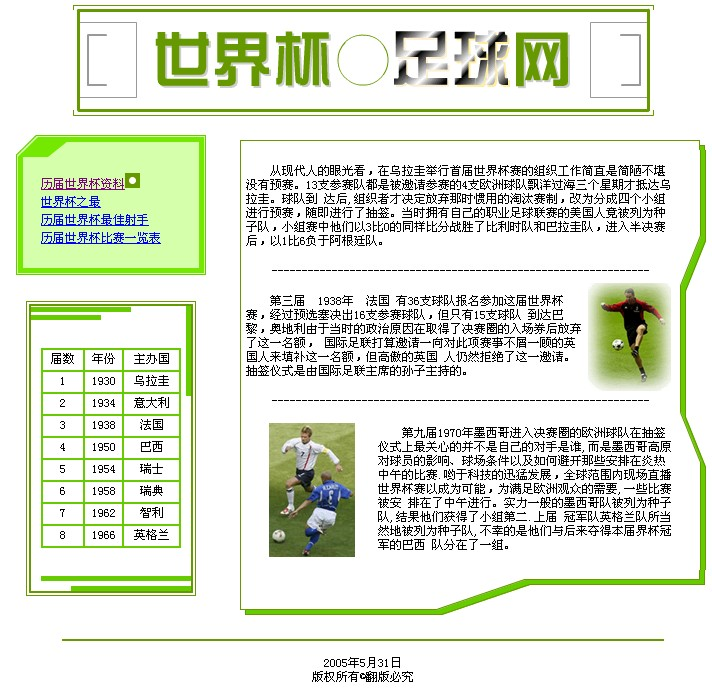 世界杯 足球网
历届世界杯资料
世界杯之最
历届世界杯最佳射手
历届世界杯比赛一览表
届数 年份 主办国
1 1930 乌拉圭
2 1934 意大利
3 1938 法国
4 1950 巴西
5 1954 瑞士
6 1958 瑞典
7 1962 智利
8 1966 英格兰
从现代人的眼光看，在乌拉圭举行首届世界杯赛的组织工作简直是简陋不堪
没有预赛。13支参赛队都是被邀请参赛的4支欧洲球队飘洋过海三个星期才抵达乌
拉圭。球队到 达后, 组织者才决定放弃那时惯用的淘汰赛制，改为分成四个小组
进行预赛，随即进行了抽签。当时拥有自己的职业足球联赛的美国人竟被列为种
子队，小组赛中他们以3比0的同样比分战胜了比利时队和巴拉圭队，进入半决赛
后，以1比6负于阿根廷队。
第三届 1938年 法国 有36支球队报名参加这届世界杯
赛，经过预选塞决出16支参赛球队，但只有15支球队 到达巴
黎，奥地利由于当时的政治原因在取得了决赛圈的入场券后放弃
了这一名额， 国际足联打算邀请一向对此项赛事不屑一顾的英
国人来填补这一名额，但高傲的英国 人仍然拒绝了这一邀请。
抽签仪式是由国际足联主席的孙子主持的。
第九届1970年墨西哥进入决赛圈的欧洲球队在抽签
仪式上最关心的并不是自己的对手是谁, 而是墨西哥高原
对球员的影响、球场条件以及如何避开那些安排在炎热
中午的比赛. 哟于科技的迅猛发展，全球范围内现场直播
世界杯赛以成为可能，为满足欧洲观众的需要, 一些比赛
被安 排在了中午进行。实力一般的墨西哥队被列为种子
队, 结果他们获得了小组第二. 上届 冠军队英格兰队所当
然地被列为种子队, 不幸的是他们与后来夺得本届界杯冠
军的巴西 队分在了一组。
2005年5月31日
版权所有©翻版必究